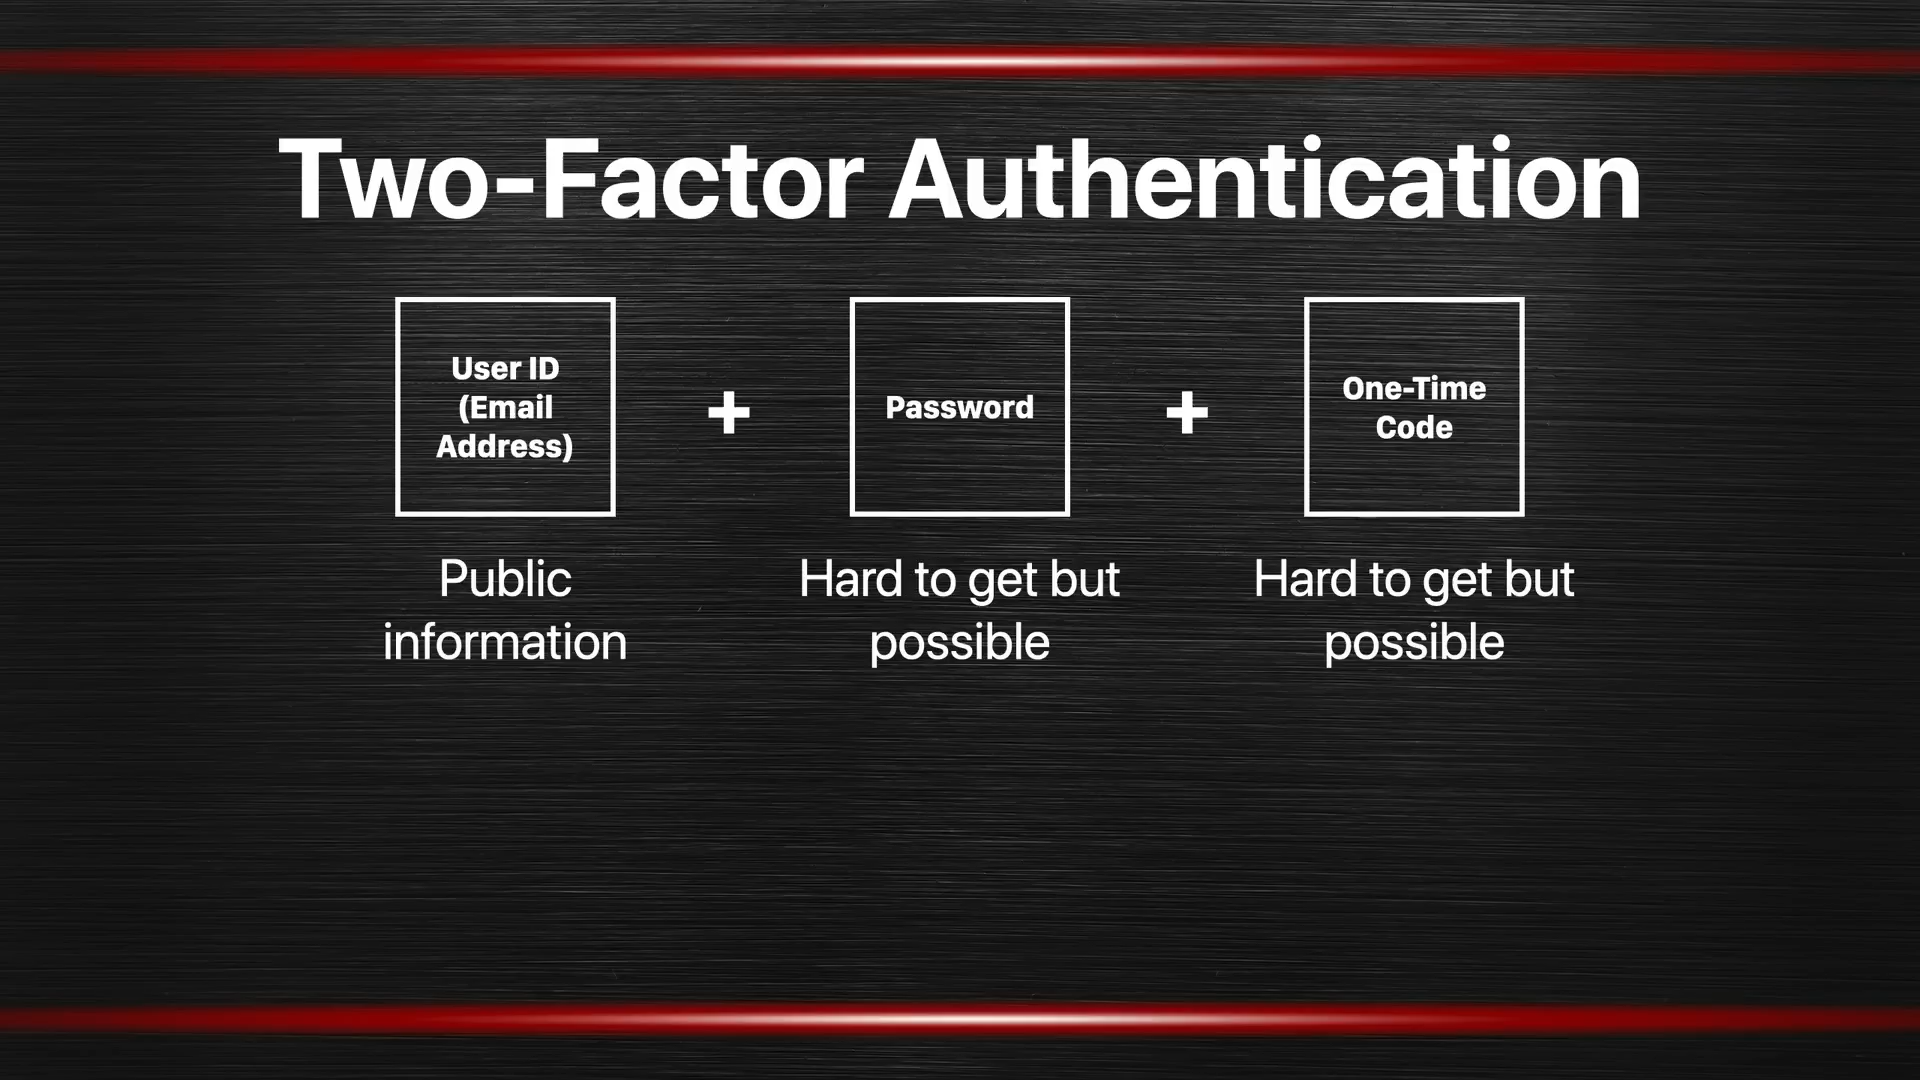 Two-Factor Authentication
User ID
(Email
Address)
+
Password
+
One-Time
Code
Public
information
Hard to get but
possible
Hard to get but
possible